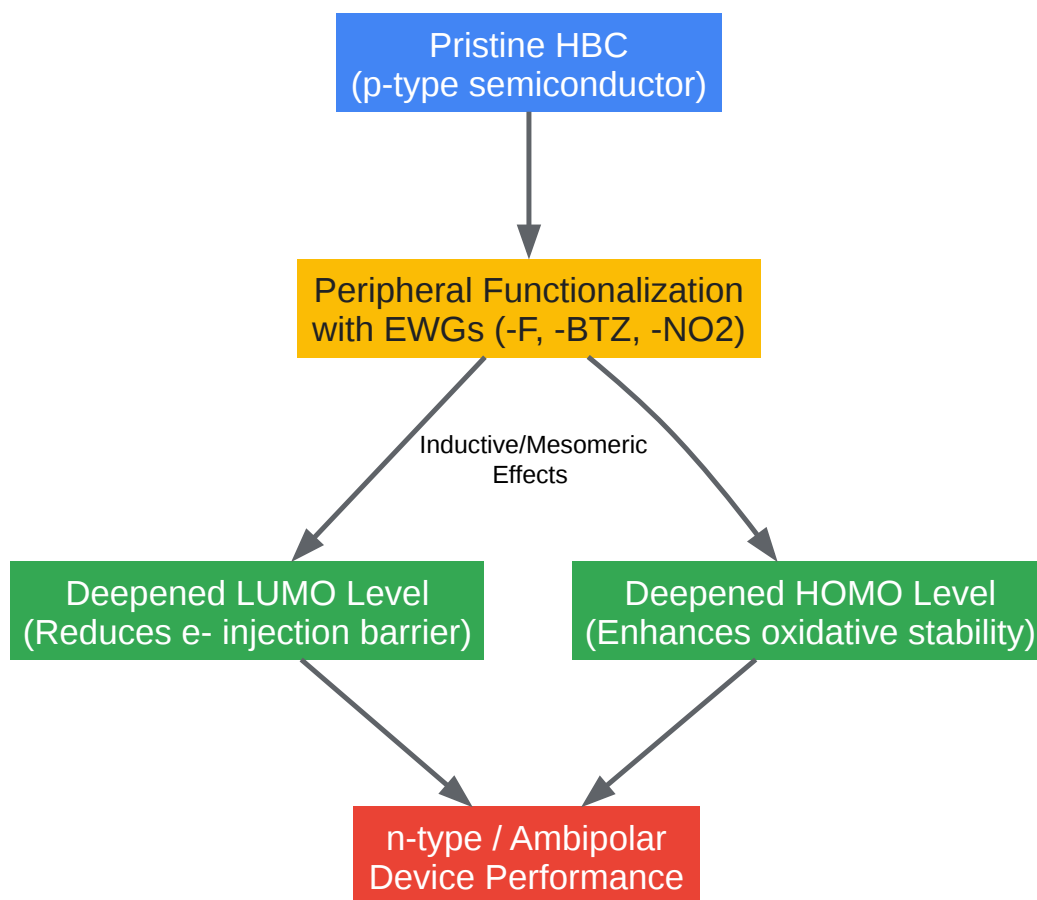 Pristine HBC
(p-type semiconductor)
Peripheral Functionalization
with EWGs (-F, -BTZ, -NO2)
Inductive/Mesomeric
Effects
Deepened LUMO Level
(Reduces e- injection barrier)
Deepened HOMO Level
(Enhances oxidative stability)
n-type / Ambipolar
Device Performance